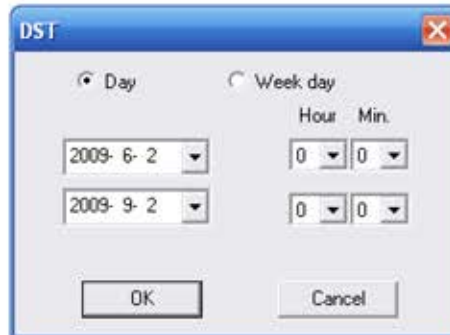 DST
Day Week day
Hour Min.
2009- 6- 2 0 0
2009- 9- 2 0 0
OK Cancel